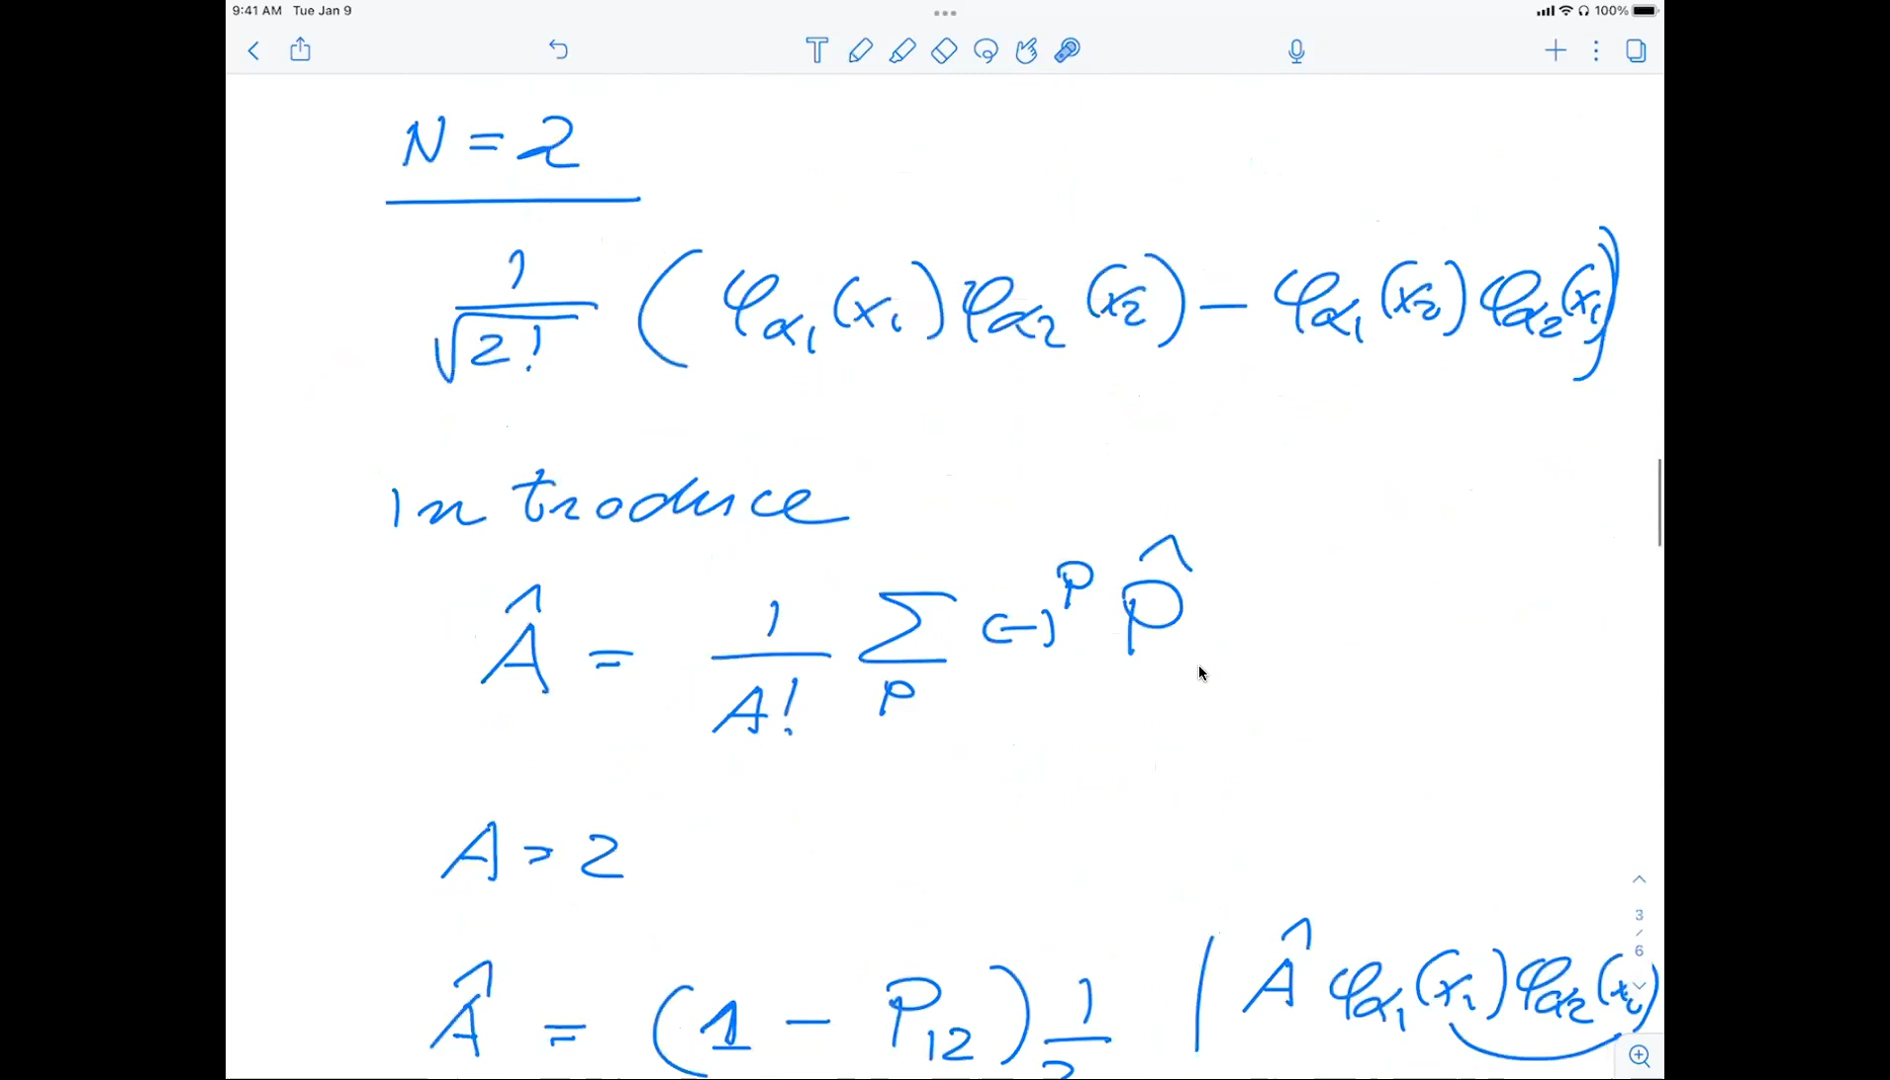 9:41 AM Tue Jan 9
100%
N = 2
1/√2! (φα₁(x₁)φα₂(x₂) − φα₁(x₂)φα₂(x₁))
introduce
Â = 1/A! Σ_p (−)^p P̂
A = 2
Â = (1 − P₁₂) 1/2 | Â φα₁(x₁)φα₂(x₂)
3
/
6